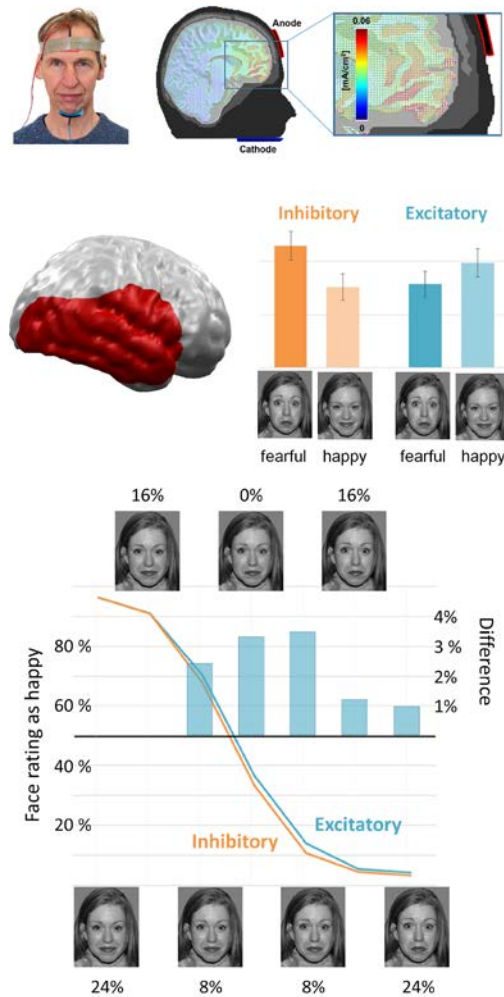 Anode
0.06
[mA/cm²]
0
Cathode
Inhibitory Excitatory
fearful happy fearful happy
16% 0% 16%
Face rating as happy
80 %
60 %
40 %
20 %
4%
3 %
2%
1%
Difference
Excitatory
Inhibitory
24% 8% 8% 24%